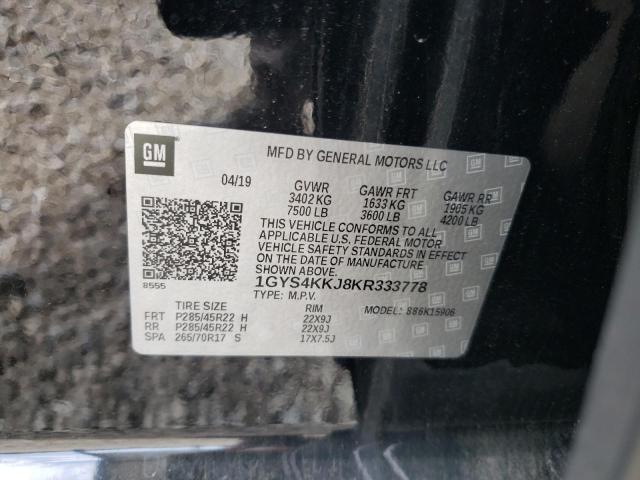 GM
MFD BY GENERAL MOTORS LLC
04/19 GVWR GAWR FRT GAWR RR
3402 KG 1633 KG 1905 KG
7500 LB 3600 LB 4200 LB
THIS VEHICLE CONFORMS TO ALL
APPLICABLE U.S. FEDERAL MOTOR
VEHICLE SAFETY STANDARDS IN EFFECT
ON THE DATE OF MANUFACTURE
SHOWN ABOVE.
8555
1GYS4KKJ8KR333778
TYPE: M.P.V. MODEL:
TIRE SIZE RIM
FRT P285/45R22 H 22X9J
RR P285/45R22 H 22X9J
SPA 265/70R17 S 17X7.5J